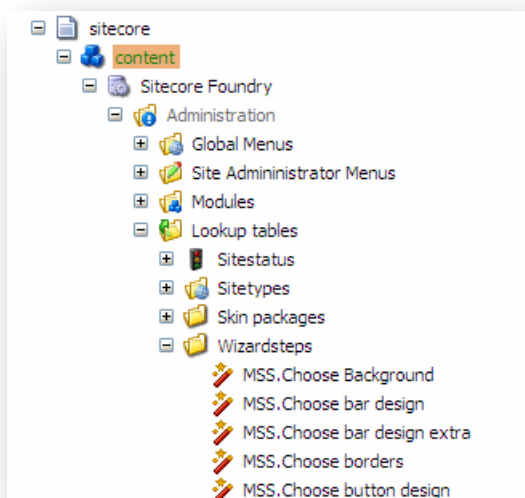 sitecore
content
Sitecore Foundry
Administration
Global Menus
Site Admininistrator Menus
Modules
Lookup tables
Sitestatus
Sitetypes
Skin packages
Wizardsteps
MSS.Choose Background
MSS.Choose bar design
MSS.Choose bar design extra
MSS.Choose borders
MSS.Choose button design